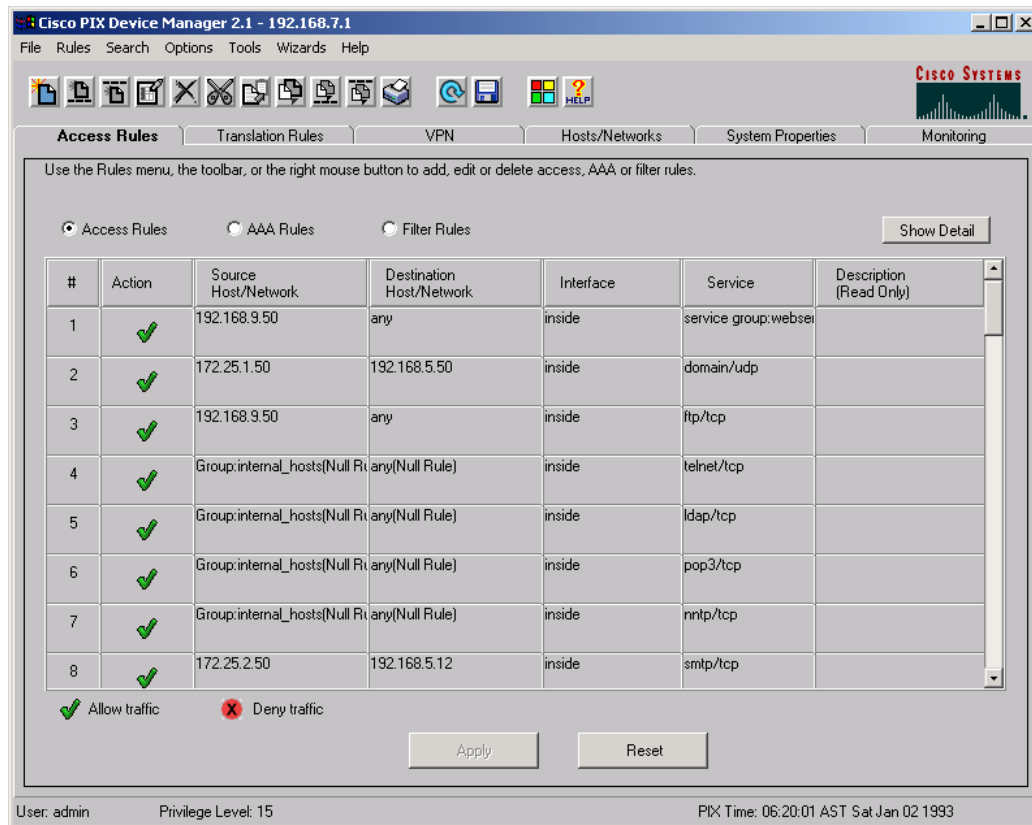 Cisco PIX Device Manager 2.1 - 192.168.7.1
File Rules Search Options Tools Wizards Help
HELP
CISCO SYSTEMS
Access Rules Translation Rules VPN Hosts/Networks System Properties Monitoring
Use the Rules menu, the toolbar, or the right mouse button to add, edit or delete access, AAA or filter rules.
Access Rules AAA Rules Filter Rules Show Detail
# Action Source Host/Network Destination Host/Network Interface Service Description (Read Only)
1 192.168.9.50 any inside service group:webser
2 172.25.1.50 192.168.5.50 inside domain/udp
3 192.168.9.50 any inside ftp/tcp
4 Group:internal_hosts(Null Ru any(Null Rule) inside telnet/tcp
5 Group:internal_hosts(Null Ru any(Null Rule) inside ldap/tcp
6 Group:internal_hosts(Null Ru any(Null Rule) inside pop3/tcp
7 Group:internal_hosts(Null Ru any(Null Rule) inside nntp/tcp
8 172.25.2.50 192.168.5.12 inside smtp/tcp
Allow traffic X Deny traffic
Apply Reset
User: admin Privilege Level: 15 PIX Time: 06:20:01 AST Sat Jan 02 1993